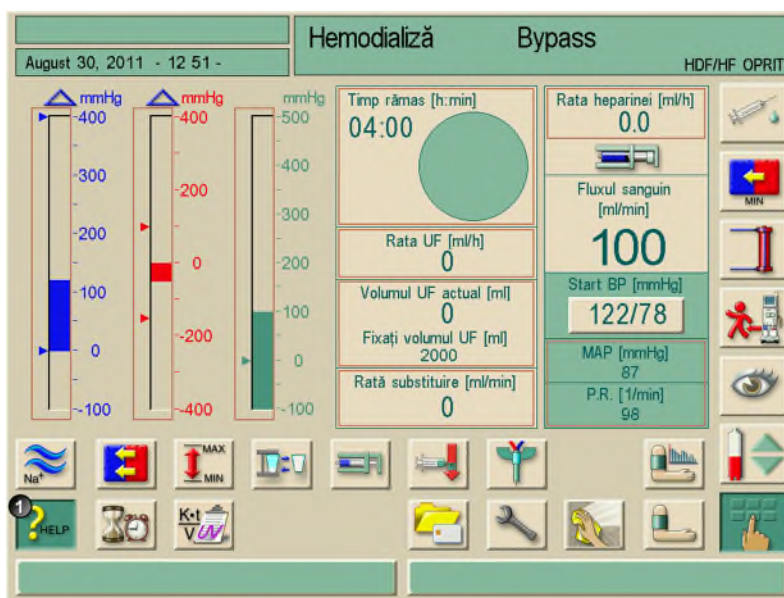 Hemodializă Bypass
August 30, 2011 - 12 51 -
HDF/HF OPRIT
mmHg
400
300
200
100
0
-100
mmHg
400
200
0
-200
-400
mmHg
500
400
300
200
100
0
-100
Timp rămas [h:min]
04:00
Rata UF [ml/h]
0
Volumul UF actual [ml]
0
Fixați volumul UF [ml]
2000
Rată substituire [ml/min]
0
Rata heparinei [ml/h]
0.0
Fluxul sanguin
[ml/min]
100
Start BP [mmHg]
122/78
MAP [mmHg]
87
P.R. [1/min]
98
MIN
Na+
MAX
MIN
1
?HELP
K•t
V
UV